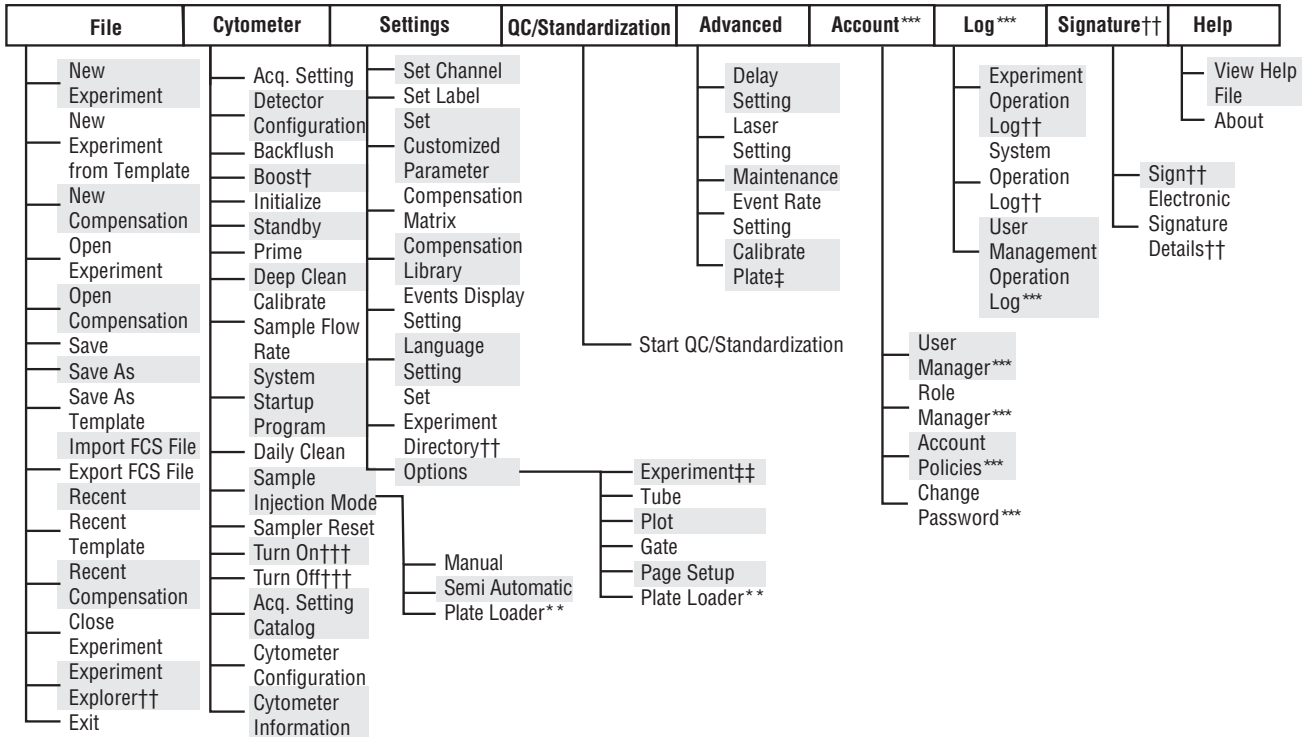 File
Cytometer
Settings
QC/Standardization
Advanced
Account***
Log***
Signature††
Help
New
Experiment
New
Experiment
from Template
New
Compensation
Open
Experiment
Open
Compensation
Save
Save As
Save As
Template
Import FCS File
Export FCS File
Recent
Recent
Template
Recent
Compensation
Close
Experiment
Experiment
Explorer††
Exit
Acq. Setting
Detector
Configuration
Backflush
Boost†
Initialize
Standby
Prime
Deep Clean
Calibrate
Sample Flow
Rate
System
Startup
Program
Daily Clean
Sample
Injection Mode
Sampler Reset
Turn On†††
Turn Off†††
Acq. Setting
Catalog
Cytometer
Configuration
Cytometer
Information
Manual
Semi Automatic
Plate Loader**
Set Channel
Set Label
Set
Customized
Parameter
Compensation
Matrix
Compensation
Library
Events Display
Setting
Language
Setting
Set
Experiment
Directory††
Options
Experiment‡‡
Tube
Plot
Gate
Page Setup
Plate Loader**
Start QC/Standardization
Delay
Setting
Laser
Setting
Maintenance
Event Rate
Setting
Calibrate
Plate‡
User
Manager***
Role
Manager***
Account
Policies***
Change
Password***
Experiment
Operation
Log††
System
Operation
Log††
User
Management
Operation
Log***
Sign††
Electronic
Signature
Details††
View Help
File
About